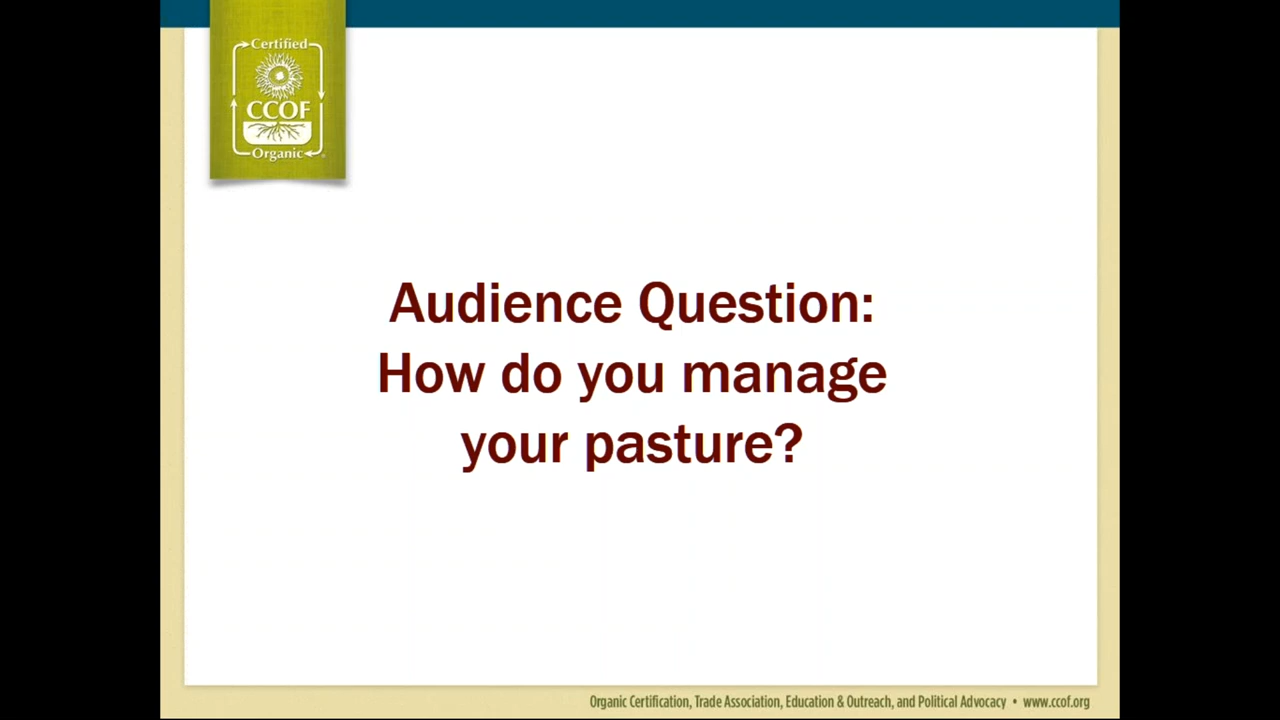 Certified
CCOF
Organic
Audience Question:
How do you manage
your pasture?
Organic Certification, Trade Association, Education & Outreach, and Political Advocacy • www.ccof.org